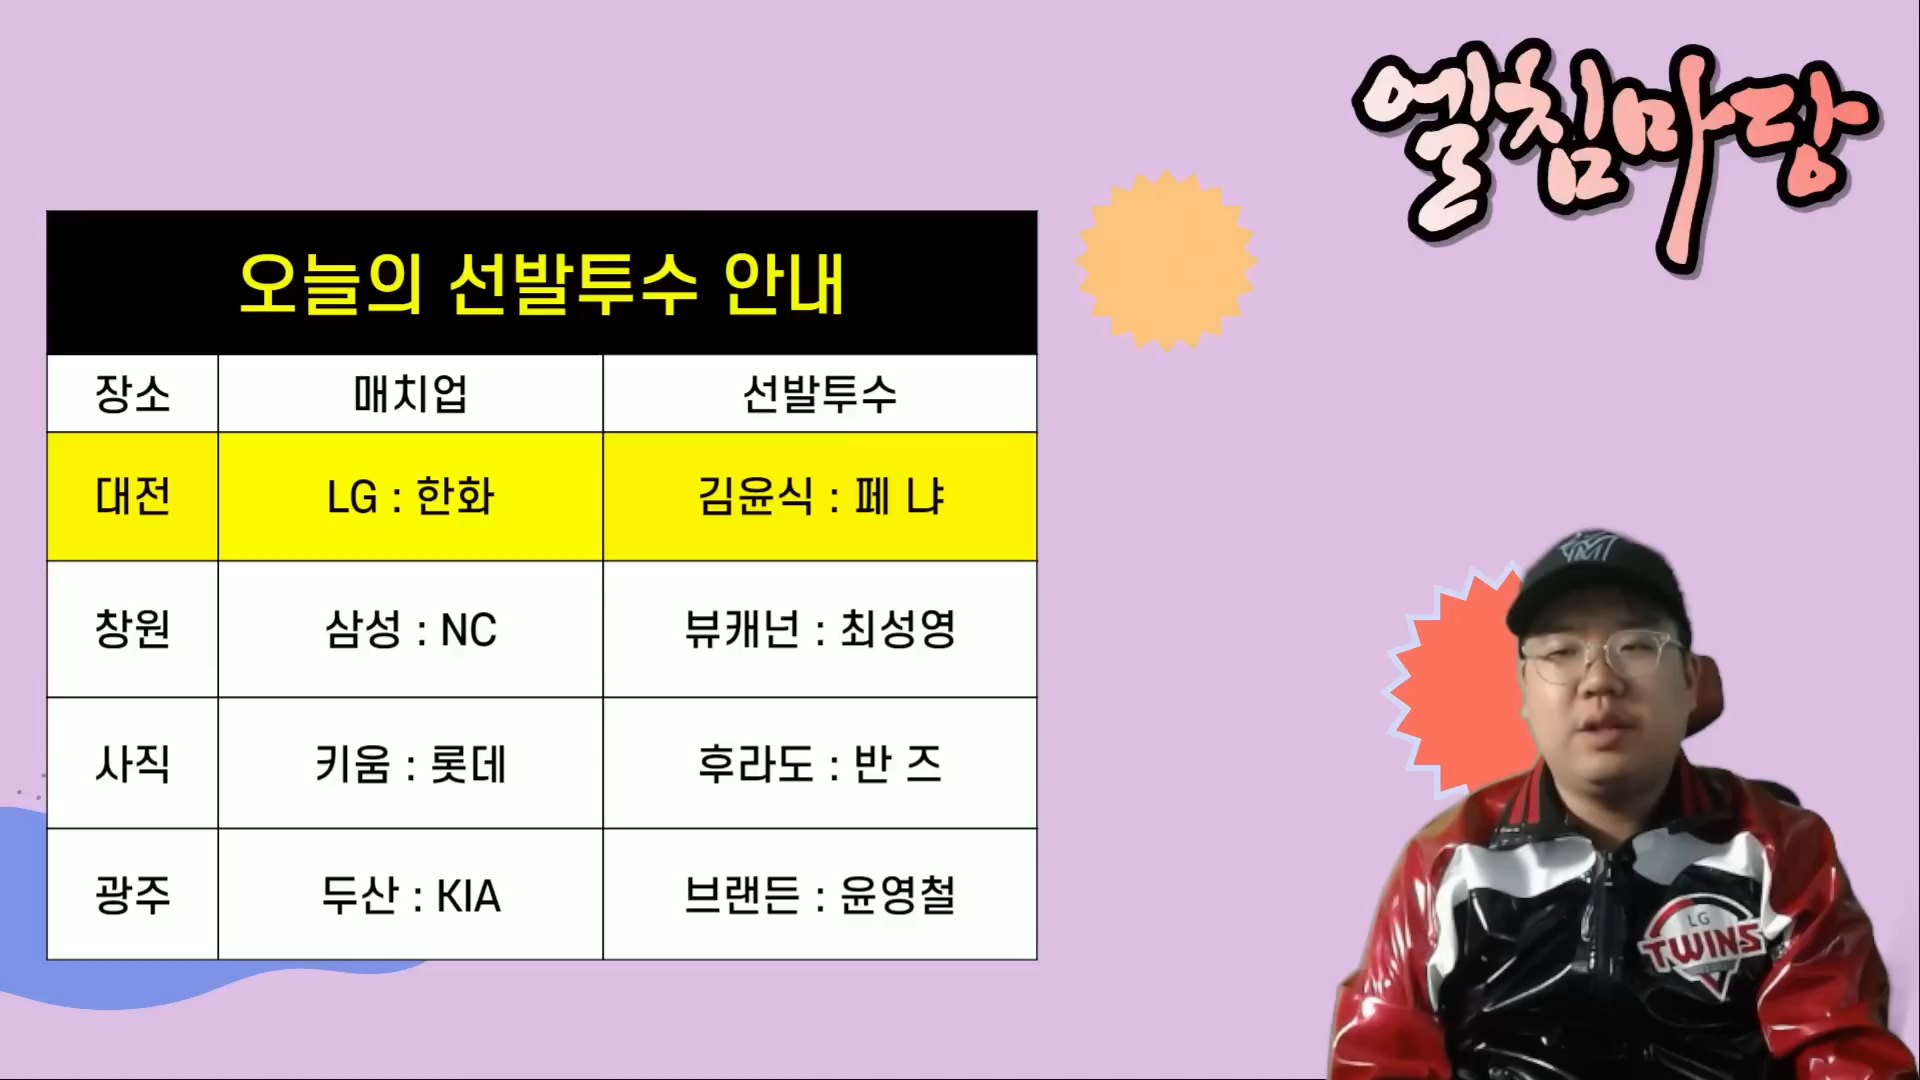 엘침마당
오늘의 선발투수 안내
장소 매치업 선발투수
대전 LG : 한화 김윤식 : 페 냐
창원 삼성 : NC 뷰캐넌 : 최성영
사직 키움 : 롯데 후라도 : 반 즈
광주 두산 : KIA 브랜든 : 윤영철
LG
TWINS